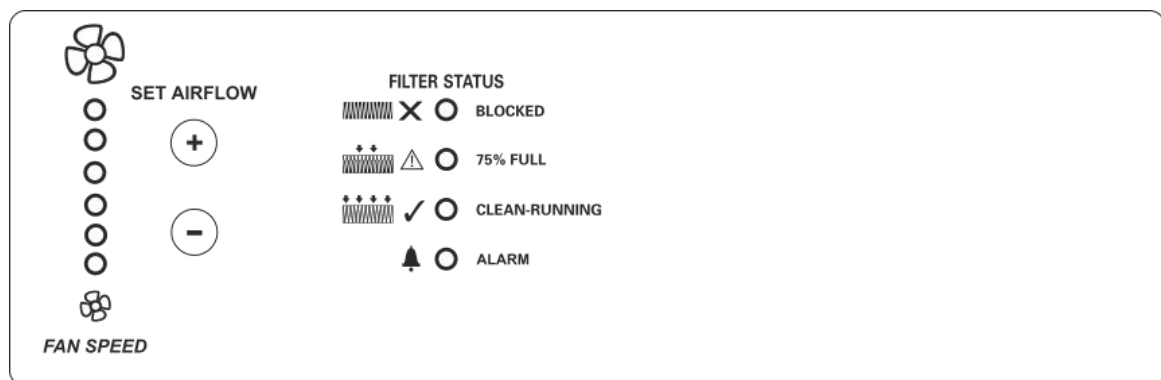 SET AIRFLOW
+
-
FAN SPEED
FILTER STATUS
BLOCKED
75% FULL
CLEAN-RUNNING
ALARM